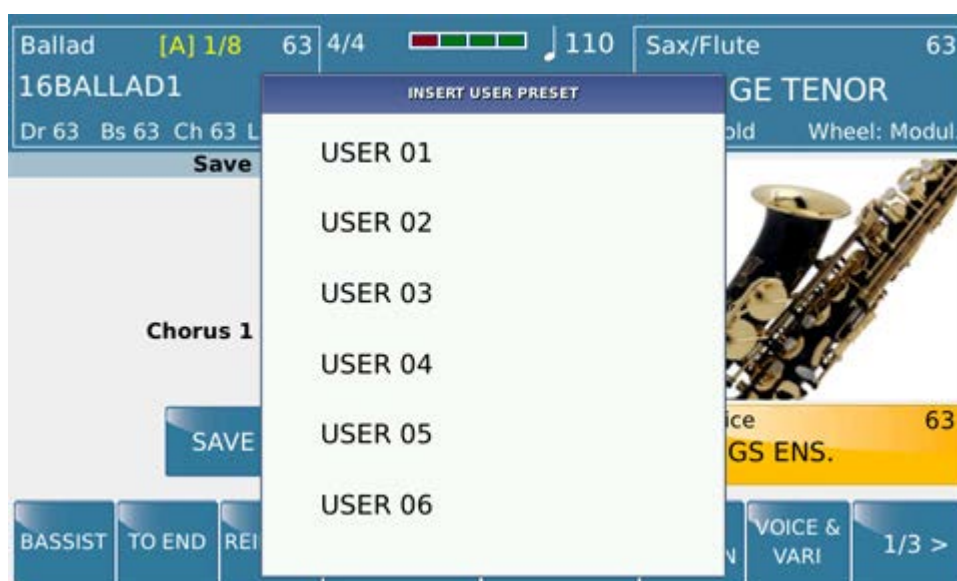 Ballad [A] 1/8 63 4/4 110 Sax/Flute 63
16BALLAD1 GE TENOR
Dr 63 Bs 63 Ch 63 L old Wheel: Modul.
INSERT USER PRESET
Save
USER 01
USER 02
USER 03
Chorus 1
USER 04
SAVE
USER 05
ice 63
GS ENS.
USER 06
BASSIST TO END REI N VOICE & VARI 1/3 >